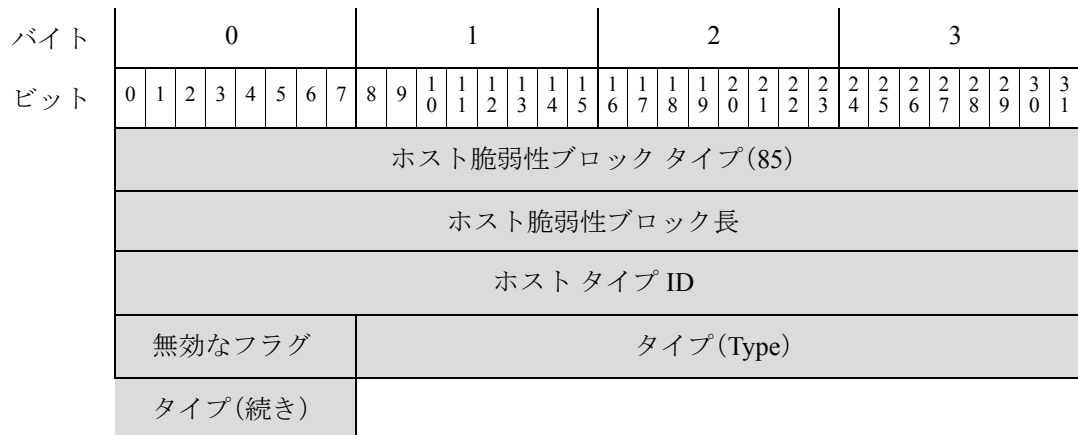 バイト 0 1 2 3
ビット 0 1 2 3 4 5 6 7 8 9 10 11 12 13 14 15 16 17 18 19 20 21 22 23 24 25 26 27 28 29 30 31
ホスト脆弱性ブロック タイプ(85)
ホスト脆弱性ブロック長
ホスト タイプ ID
無効なフラグ タイプ(Type)
タイプ(続き)